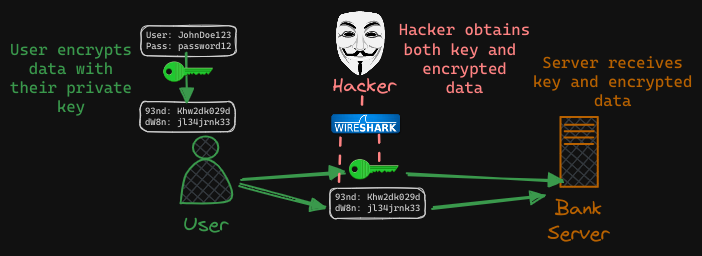 User: JohnDoe123
Pass: password12
User encrypts
data with
their private
key
93nd: Khw2dk029d
dW8n: jl34jrnk33
User
Hacker
Hacker obtains
both key and
encrypted
data
WIRESHARK
93nd: Khw2dk029d
dW8n: jl34jrnk33
Server receives
key and encrypted
data
Bank
Server